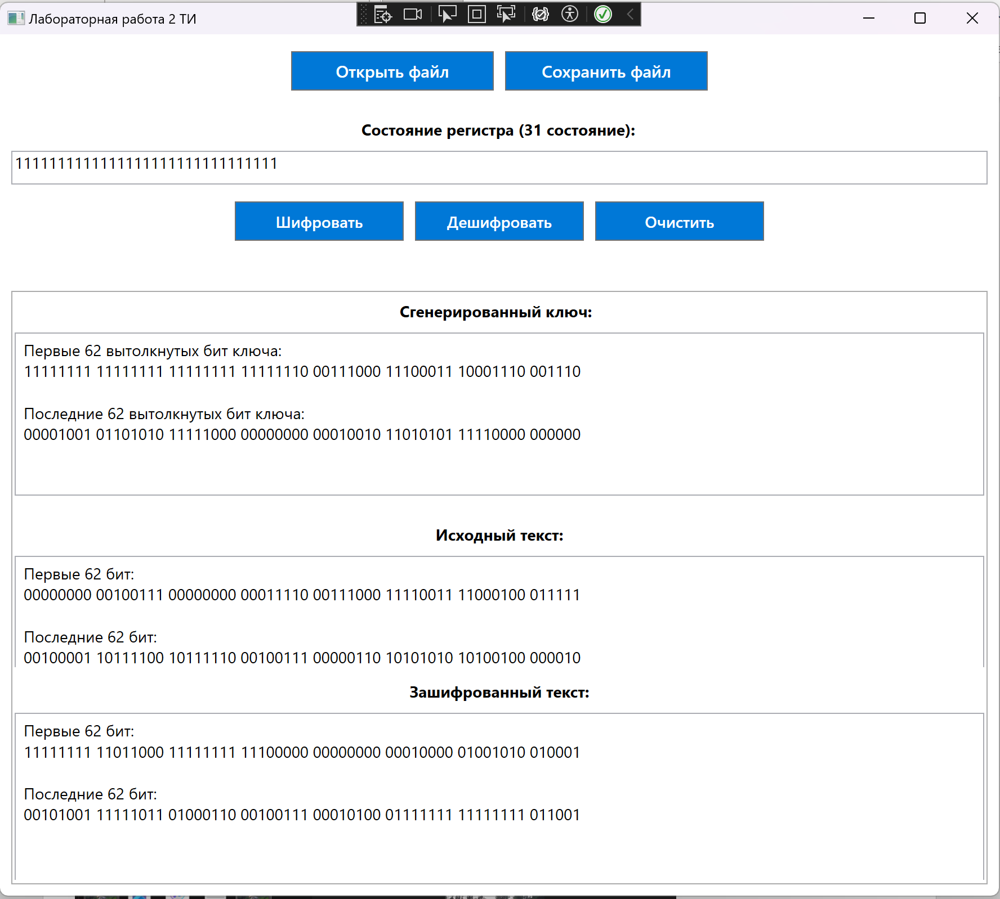 Лабораторная работа 2 ТИ
Открыть файл
Сохранить файл
Состояние регистра (31 состояние):
1111111111111111111111111111111
Шифровать
Дешифровать
Очистить
Сгенерированный ключ:
Первые 62 вытолкнутых бит ключа:
11111111 11111111 11111111 11111110 00111000 11100011 10001110 001110
Последние 62 вытолкнутых бит ключа:
00001001 01101010 11111000 00000000 00010010 11010101 11110000 000000
Исходный текст:
Первые 62 бит:
00000000 00100111 00000000 00011110 00111000 11110011 11000100 011111
Последние 62 бит:
00100001 10111100 10111110 00100111 00000110 10101010 10100100 000010
Зашифрованный текст:
Первые 62 бит:
11111111 11011000 11111111 11100000 00000000 00010000 01001010 010001
Последние 62 бит:
00101001 11111011 01000110 00100111 00010100 01111111 11111111 011001